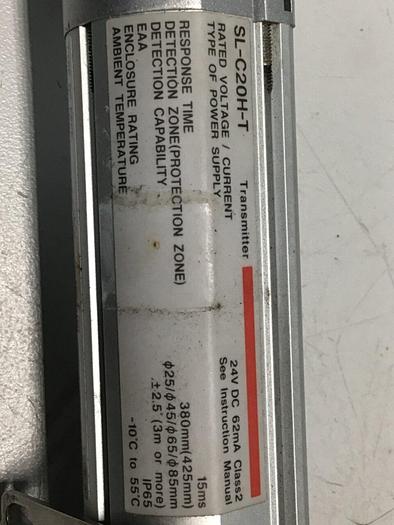 SL-C20H-T Transmitter
RATED VOLTAGE / CURRENT 24V DC 62mA Class2
TYPE OF POWER SUPPLY See Instruction Manual
RESPONSE TIME 15ms
DETECTION ZONE(PROTECTION ZONE) 380mm(425mm)
DETECTION CAPABILITY φ25/φ45/φ65/φ85mm
EAA ±2.5°(3m or more)
ENCLOSURE RATING IP65
AMBIENT TEMPERATURE -10°C to 55°C